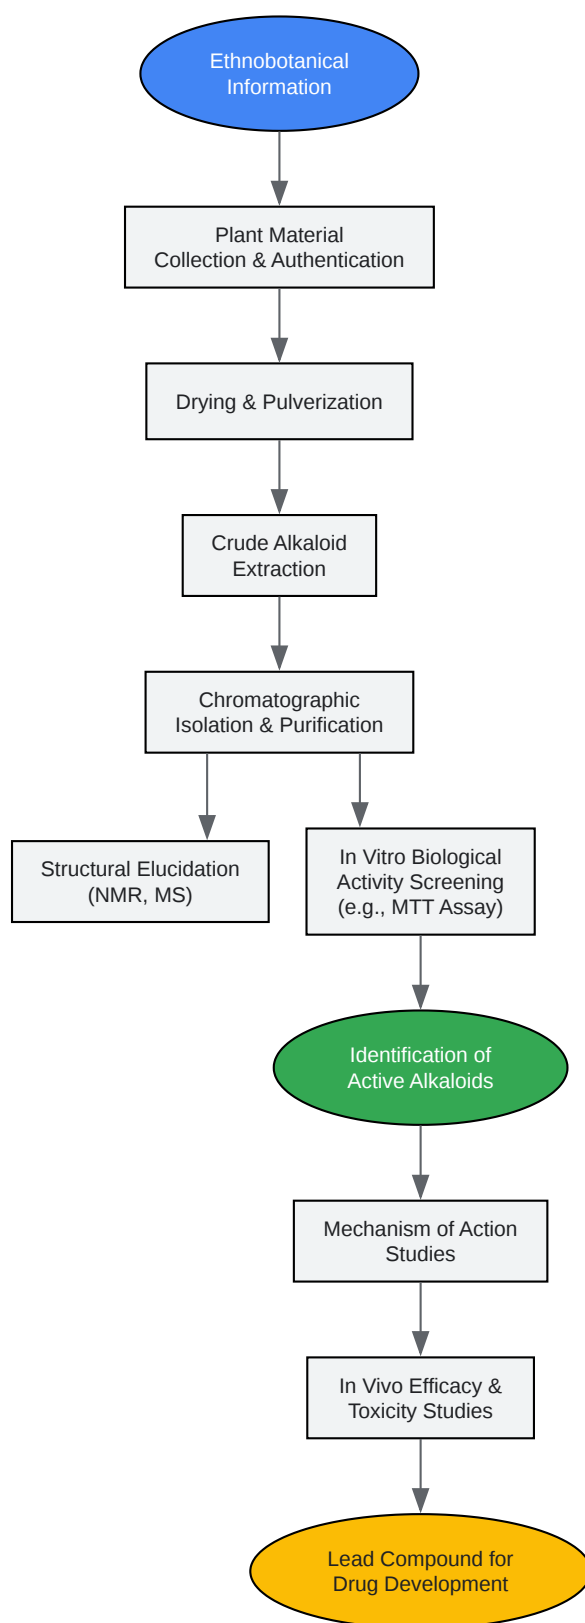 Ethnobotanical
Information
Plant Material
Collection & Authentication
Drying & Pulverization
Crude Alkaloid
Extraction
Chromatographic
Isolation & Purification
Structural Elucidation
(NMR, MS)
In Vitro Biological
Activity Screening
(e.g., MTT Assay)
Identification of
Active Alkaloids
Mechanism of Action
Studies
In Vivo Efficacy &
Toxicity Studies
Lead Compound for
Drug Development